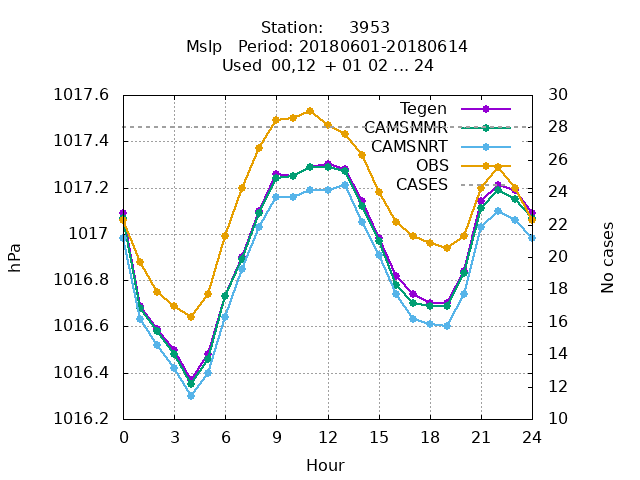 Station: 3953
Mslp Period: 20180601-20180614
Used 00,12 + 01 02 ... 24
1017.6
1017.4
1017.2
1017
1016.8
1016.6
1016.4
1016.2
hPa
Tegen
CAMSMMR
CAMSNRT
OBS
CASES
30
28
26
24
22
20
18
16
14
12
10
No cases
0 3 6 9 12 15 18 21 24
Hour